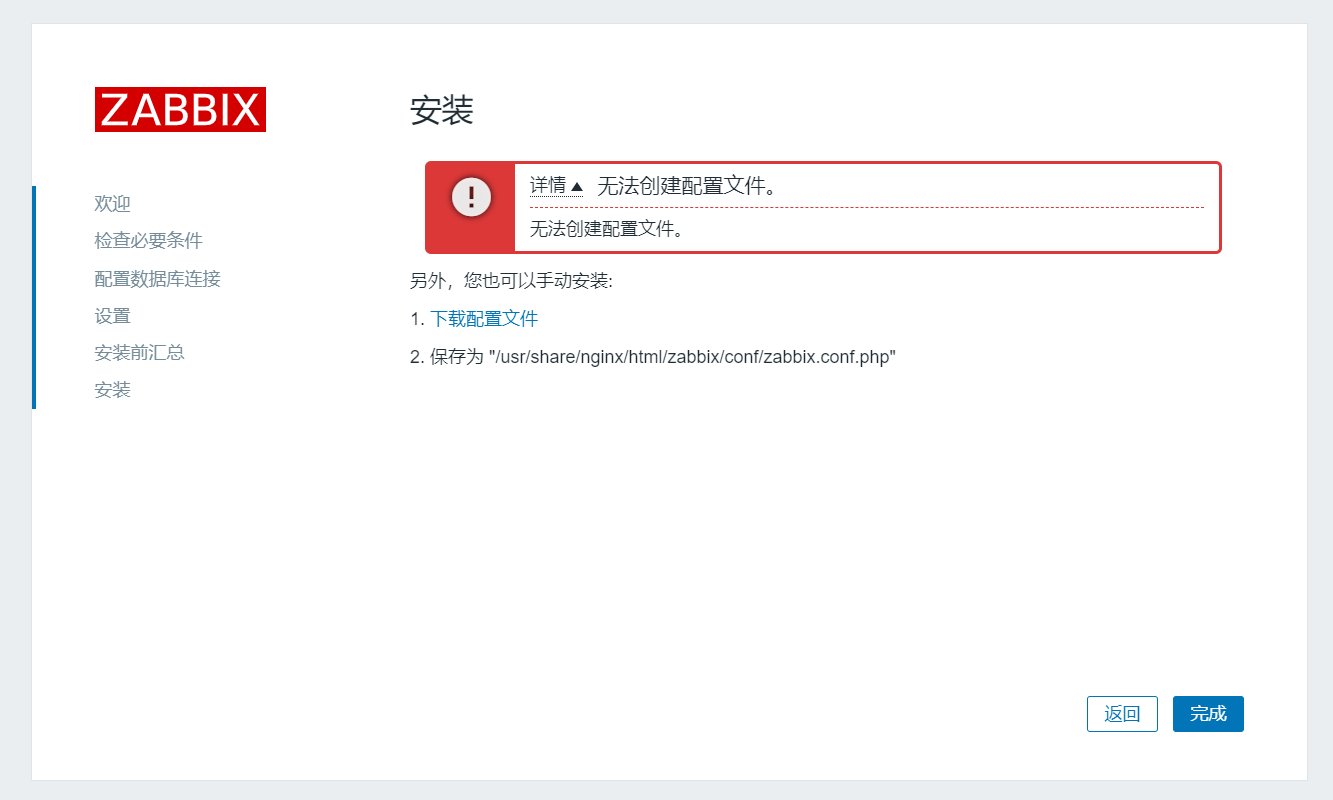 ZABBIX
安装
欢迎
检查必要条件
配置数据库连接
设置
安装前汇总
安装
详情 无法创建配置文件。
无法创建配置文件。
另外，您也可以手动安装:
1. 下载配置文件
2. 保存为 "/usr/share/nginx/html/zabbix/conf/zabbix.conf.php"
返回 完成